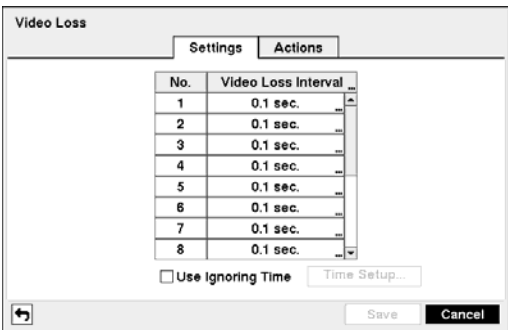 Video Loss
Settings Actions
No. Video Loss Interval ...
1 0.1 sec. ...
2 0.1 sec. ...
3 0.1 sec. ...
4 0.1 sec. ...
5 0.1 sec. ...
6 0.1 sec. ...
7 0.1 sec. ...
8 0.1 sec. ...
Use Ignoring Time Time Setup...
Save Cancel